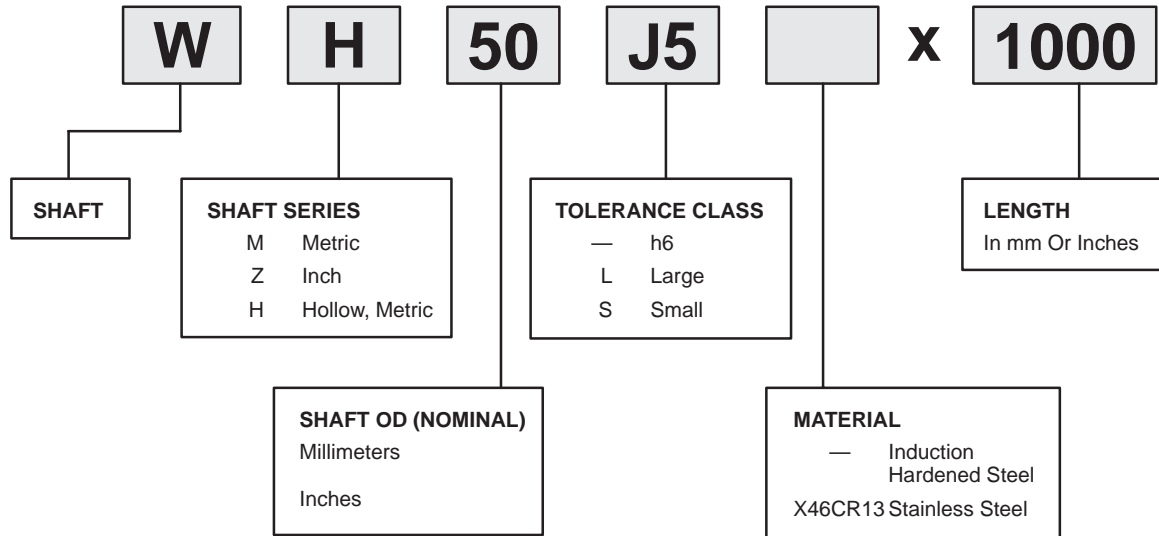 W H 50 J5 x 1000
SHAFT
SHAFT SERIES
M Metric
Z Inch
H Hollow, Metric
TOLERANCE CLASS
— h6
L Large
S Small
LENGTH
In mm Or Inches
SHAFT OD (NOMINAL)
Millimeters
Inches
MATERIAL
— Induction
Hardened Steel
X46CR13 Stainless Steel